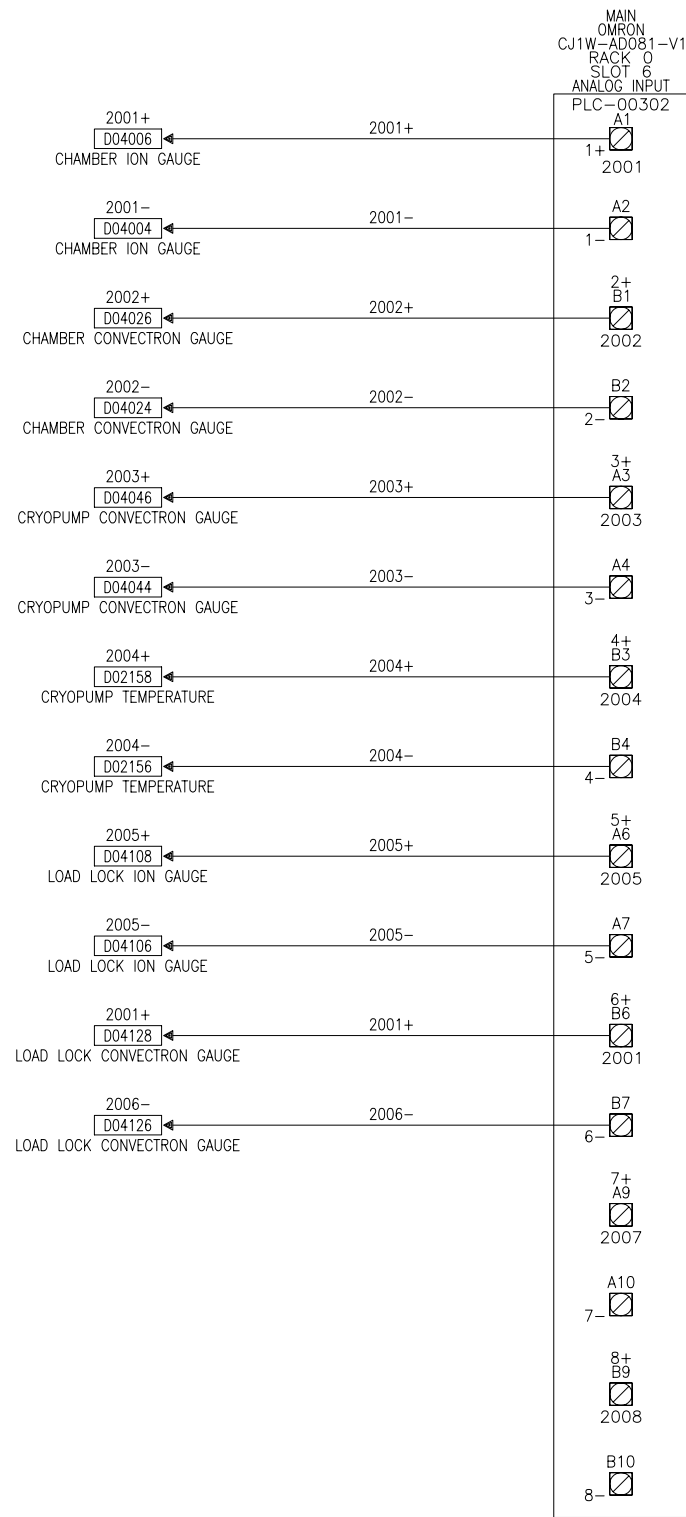 MAIN
OMRON
CJ1W-AD081-V1
RACK 0
SLOT 6
ANALOG INPUT
PLC-00302
2001+
D04006
CHAMBER ION GAUGE
2001+
A1
1+
2001
2001-
D04004
CHAMBER ION GAUGE
2001-
A2
1-
2002+
D04026
CHAMBER CONVECTRON GAUGE
2002+
2+
B1
2002
2002-
D04024
CHAMBER CONVECTRON GAUGE
2002-
B2
2-
2003+
D04046
CRYOPUMP CONVECTRON GAUGE
2003+
3+
A3
2003
2003-
D04044
CRYOPUMP CONVECTRON GAUGE
2003-
A4
3-
2004+
D02158
CRYOPUMP TEMPERATURE
2004+
4+
B3
2004
2004-
D02156
CRYOPUMP TEMPERATURE
2004-
B4
4-
2005+
D04108
LOAD LOCK ION GAUGE
2005+
5+
A6
2005
2005-
D04106
LOAD LOCK ION GAUGE
2005-
A7
5-
2001+
D04128
LOAD LOCK CONVECTRON GAUGE
2001+
6+
B6
2001
2006-
D04126
LOAD LOCK CONVECTRON GAUGE
2006-
B7
6-
7+
A9
2007
A10
7-
8+
B9
2008
B10
8-